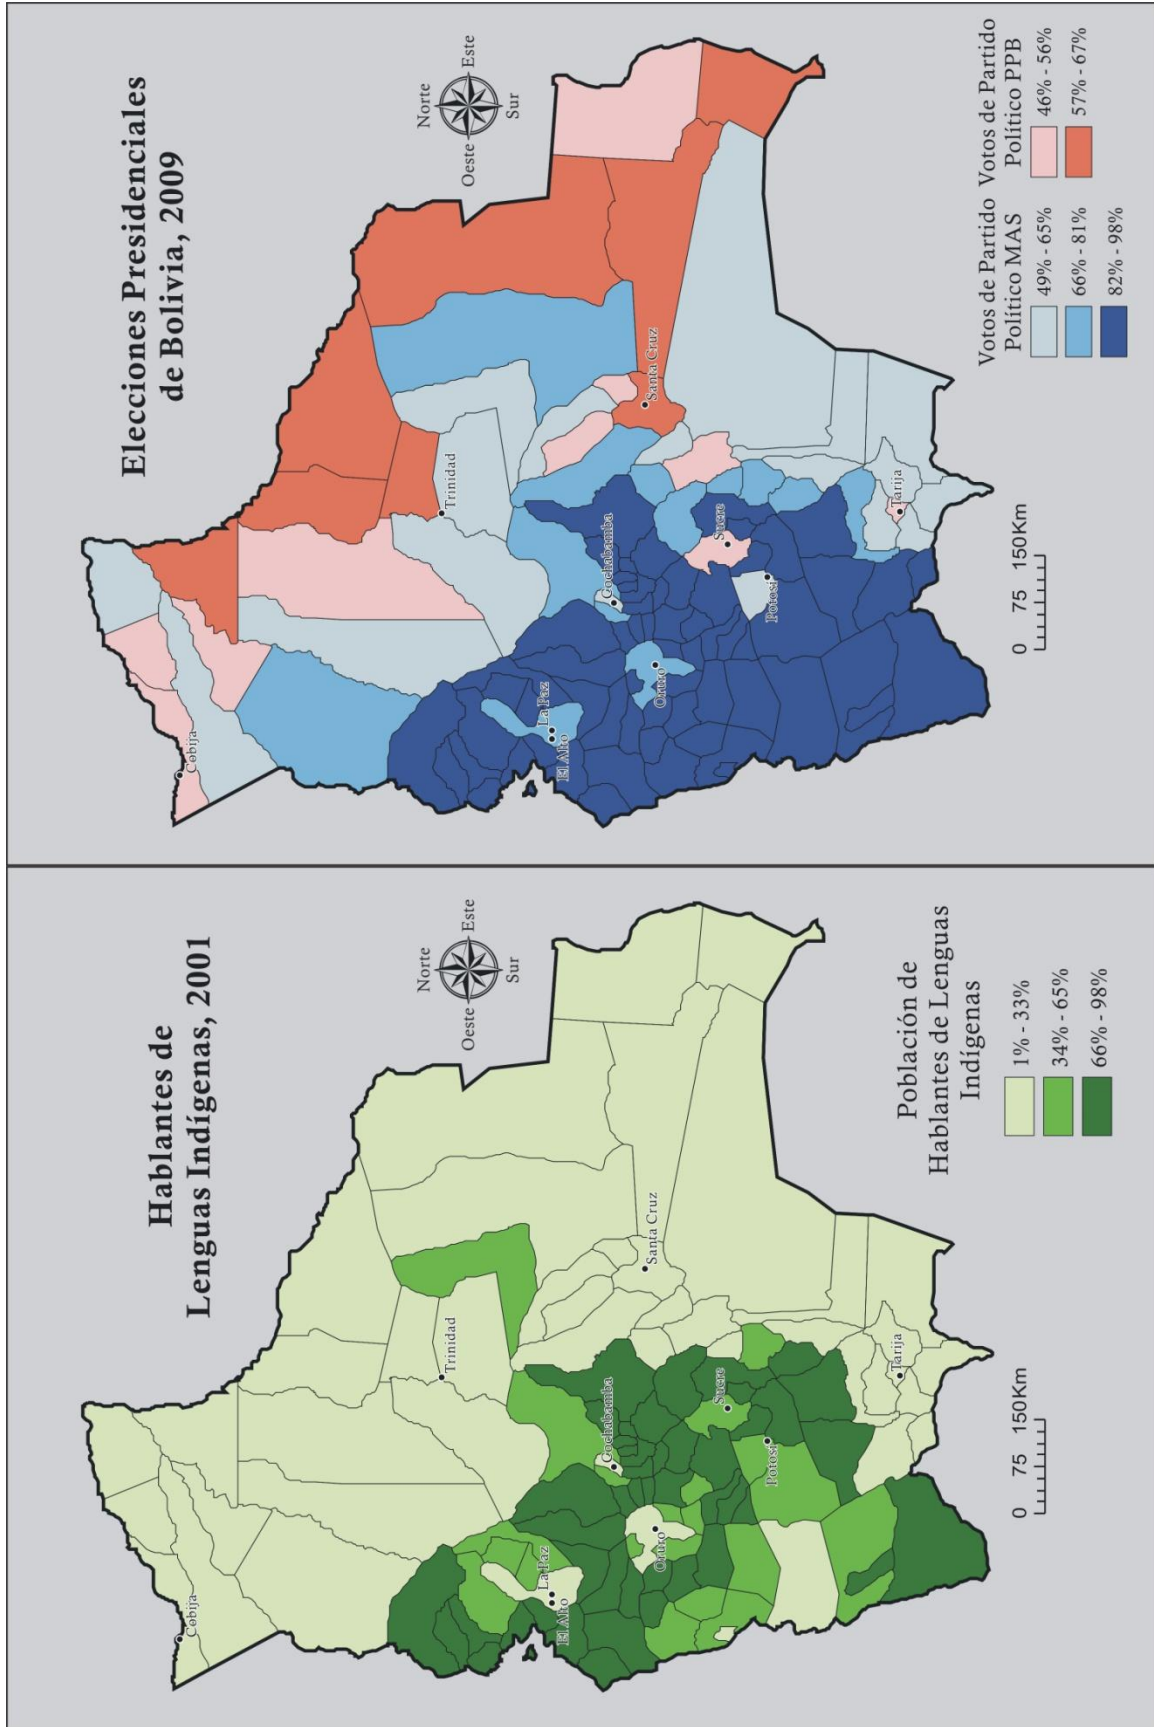 Hablantes de
Lenguas Indígenas, 2001
Norte
Oeste
Este
Sur
Cobija
Trinidad
La Paz
El Alto
Cochabamba
Oruro
Santa Cruz
Sucre
Potosí
Tarija
0 75 150Km
Población de
Hablantes de Lenguas
Indígenas
1% - 33%
34% - 65%
66% - 98%
Elecciones Presidenciales
de Bolivia, 2009
Norte
Oeste
Este
Sur
Cobija
Trinidad
La Paz
El Alto
Cochabamba
Oruro
Santa Cruz
Sucre
Potosí
Tarija
0 75 150Km
Votos de Partido
Político MAS
49% - 65%
66% - 81%
82% - 98%
Votos de Partido
Político PPB
46% - 56%
57% - 67%